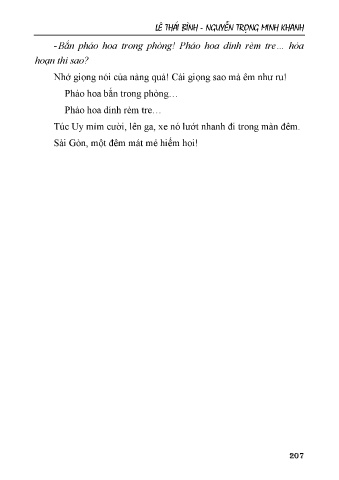 LÊ THÁI BÌNH - NGUYỄN TRỌNG MINH KHANH
- Bắn pháo hoa trong phòng! Pháo hoa dính rèm tre… hỏa
hoạn thì sao?
Nhớ giọng nói của nàng quá! Cái giọng sao mà êm như ru!
Pháo hoa bắn trong phòng…
Pháo hoa dính rèm tre…
Túc Uy mỉm cười, lên ga, xe nó lướt nhanh đi trong màn đêm.
Sài Gòn, một đêm mát mẻ hiếm hoi!
207